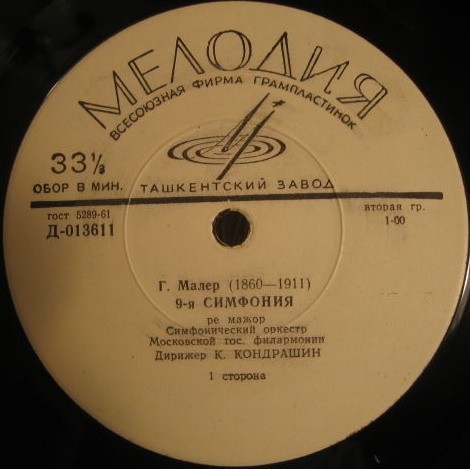 МЕЛОДИЯ
ВСЕСОЮЗНАЯ ФИРМА ГРАМПЛАСТИНОК
33⅓
ОБОР В МИН.
ТАШКЕНТСКИЙ ЗАВОД
гост 5289-61
Д-013611
вторая гр.
1-00
Г. Малер (1860—1911)
9-я СИМФОНИЯ
ре мажор
Симфонический оркестр
Московской гос. филармонии
Дирижер К. КОНДРАШИН
1 сторона